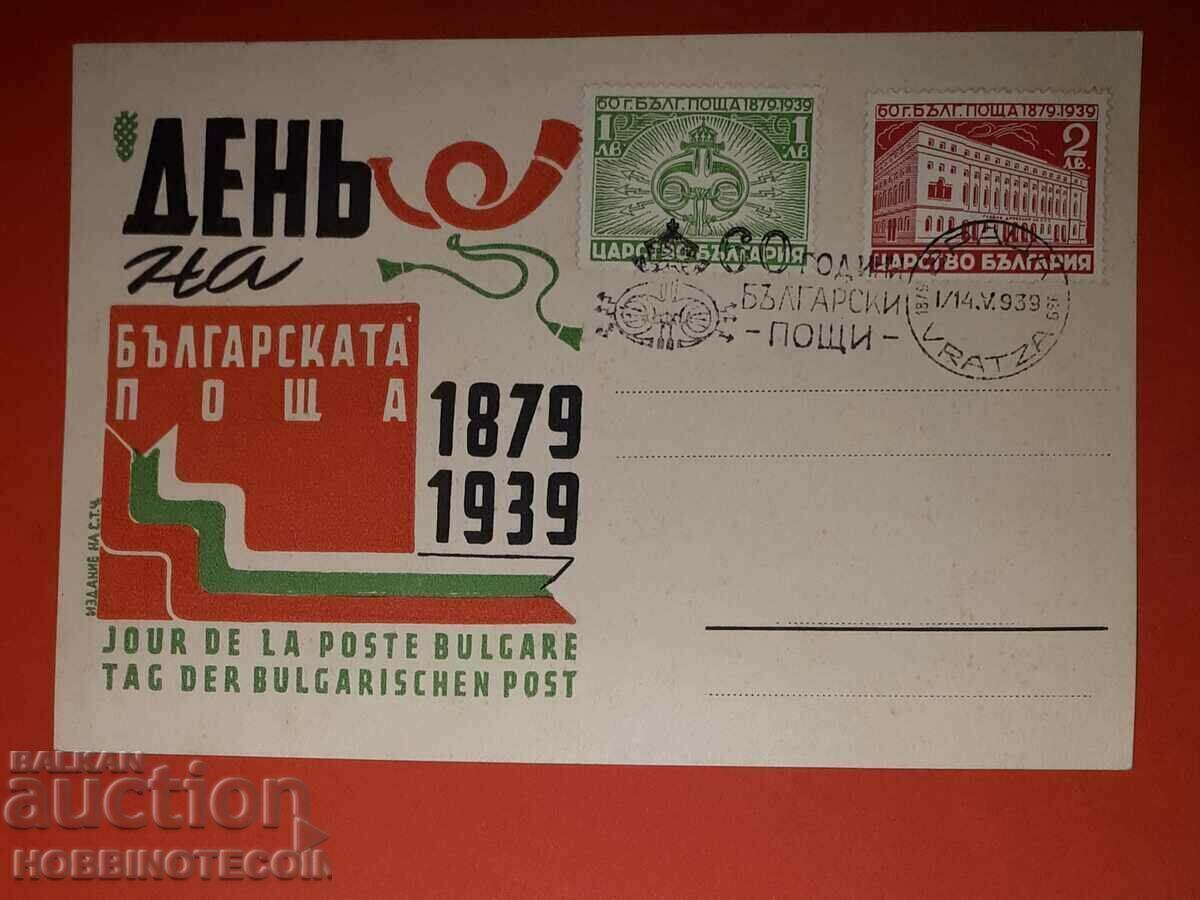 ДЕНЬ
на
БЪЛГАРСКАТА
ПОЩА
1879
1939
ИЗДАНИЕ НА С.Т.Ч.
JOUR DE LA POSTE BULGARE
TAG DER BULGARISCHEN POST
60 Г. БЪЛГ. ПОЩА 1879-1939
1 ЛВ 1 ЛВ
ЦАРСТВО БЪЛГАРИЯ
60 Г. БЪЛГ. ПОЩА 1879-1939
2 ЛВ.
ЦАРСТВО БЪЛГАРИЯ
60 ГОДИНИ
БЪЛГАРСКИ
- ПОЩИ -
1/14.V.939
VRATZA
BALKAN
auction
HOBBINOTECOIN